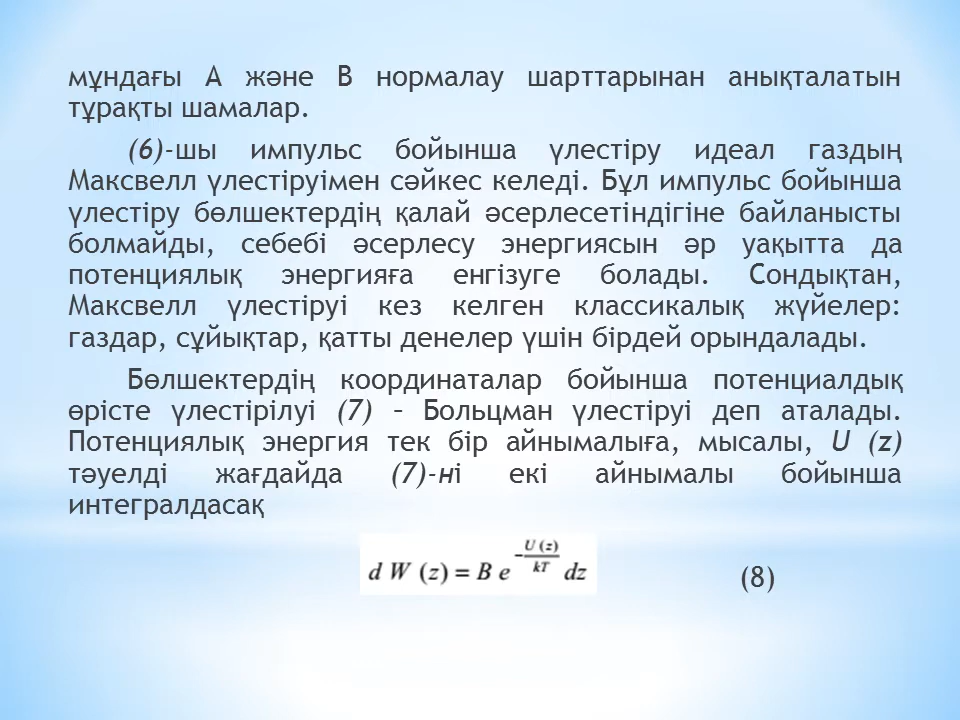 мұндағы А және В нормалау шарттарынан анықталатын
тұрақты шамалар.
(6)-шы импульс бойынша үлестіру идеал газдың
Максвелл үлестіруімен сәйкес келеді. Бұл импульс бойынша
үлестіру бөлшектердің қалай әсерлесетіндігіне байланысты
болмайды, себебі әсерлесу энергиясын әр уақытта да
потенциялық энергияға енгізуге болады. Сондықтан,
Максвелл үлестіруі кез келген классикалық жүйелер:
газдар, сұйықтар, қатты денелер үшін бірдей орындалады.
Бөлшектердің координаталар бойынша потенциалдық
өрісте үлестірілуі (7) – Больцман үлестіруі деп аталады.
Потенциялық энергия тек бір айнымалыға, мысалы, U (z)
тәуелді жағдайда (7)-ні екі айнымалы бойынша
интегралдасақ
d W (z) = B e^{-\frac{U (z)}{kT}} dz (8)